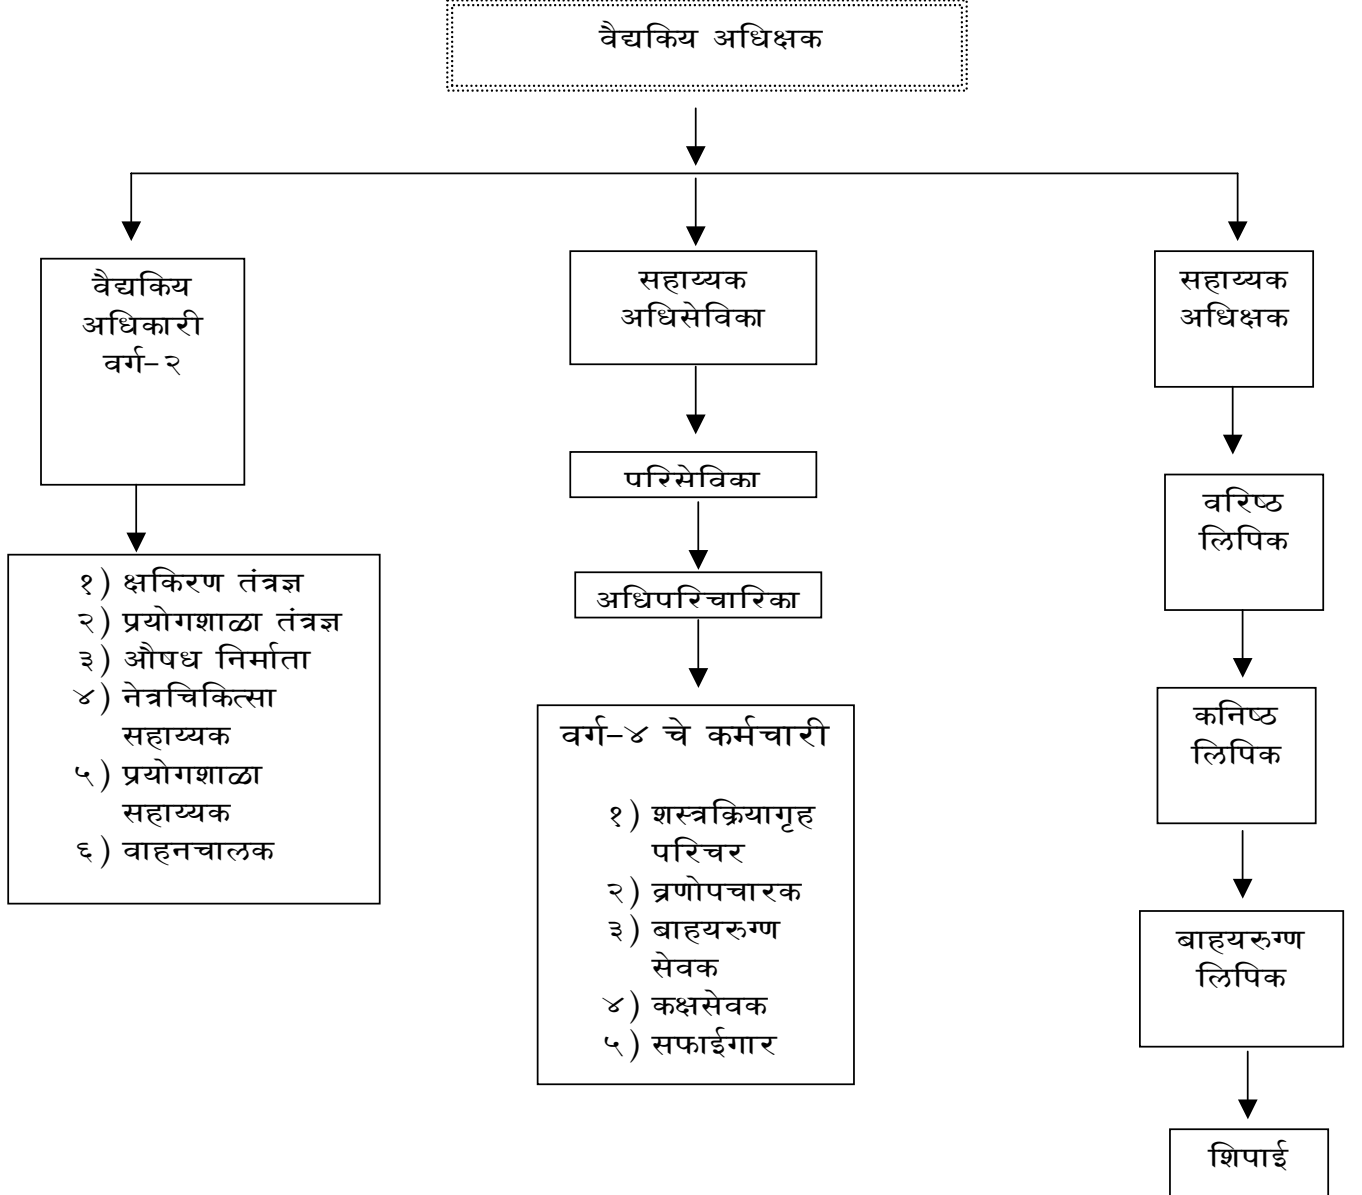 वैद्यकिय अधिक्षक
वैद्यकिय
अधिकारी
वर्ग-२
१) क्षकिरण तंत्रज्ञ
२) प्रयोगशाळा तंत्रज्ञ
३) औषध निर्माता
४) नेत्रचिकित्सा
सहाय्यक
५) प्रयोगशाळा
सहाय्यक
६) वाहनचालक
सहाय्यक
अधिसेविका
परिसेविका
अधिपरिचारिका
वर्ग-४ चे कर्मचारी
१) शस्त्रक्रियागृह
परिचर
२) व्रणोपचारक
३) बाहयरुग्ण
सेवक
४) कक्षसेवक
५) सफाईगार
सहाय्यक
अधिक्षक
वरिष्ठ
लिपिक
कनिष्ठ
लिपिक
बाहयरुग्ण
लिपिक
शिपाई